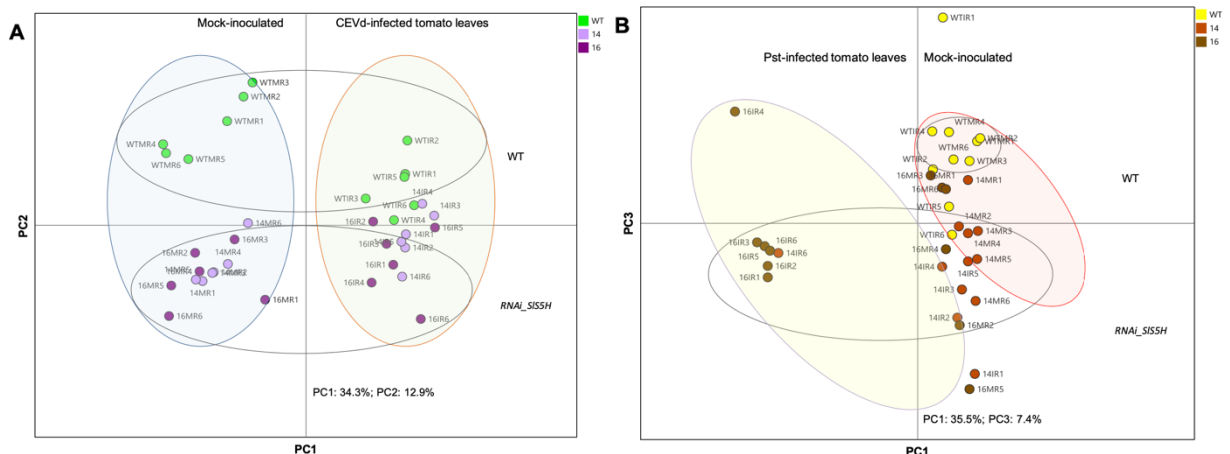 A
Mock-inoculated
CEVd-infected tomato leaves
WT
14
16
WTMR3
WTMR2
WTMR1
WTMR4
WTMR6
WTMR5
WTIR2
WTIR5
WTIR1
14IR4
WTIR3
WTIR6
14IR3
WTIR4
16IR2
16IR5
14IR1
16IR3
14IR2
16IR1
14IR6
16IR4
16IR6
14MR6
16MR3
16MR2
14MR4
14MR5
16MR5
14MR1
16MR1
16MR6
WT
RNAi_SlS5H
PC1: 34.3%; PC2: 12.9%
PC2
PC1
B
WTIR1
Pst-infected tomato leaves
Mock-inoculated
WT
14
16
16IR4
WTIR4
WTMR4
WTMR2
WTMR1
WTMR6
WTIR2
WTMR3
16MR3
16MR1
14MR1
16MR6
WTIR5
14MR2
14MR3
WTIR6
16IR3
16IR6
14IR6
16MR4
14MR4
16IR5
14MR5
16IR2
14IR4
14IR5
16IR1
14IR3
14MR6
14IR2
16MR2
14IR1
16MR5
WT
RNAi_SlS5H
PC1: 35.5%; PC3: 7.4%
PC3
PC1